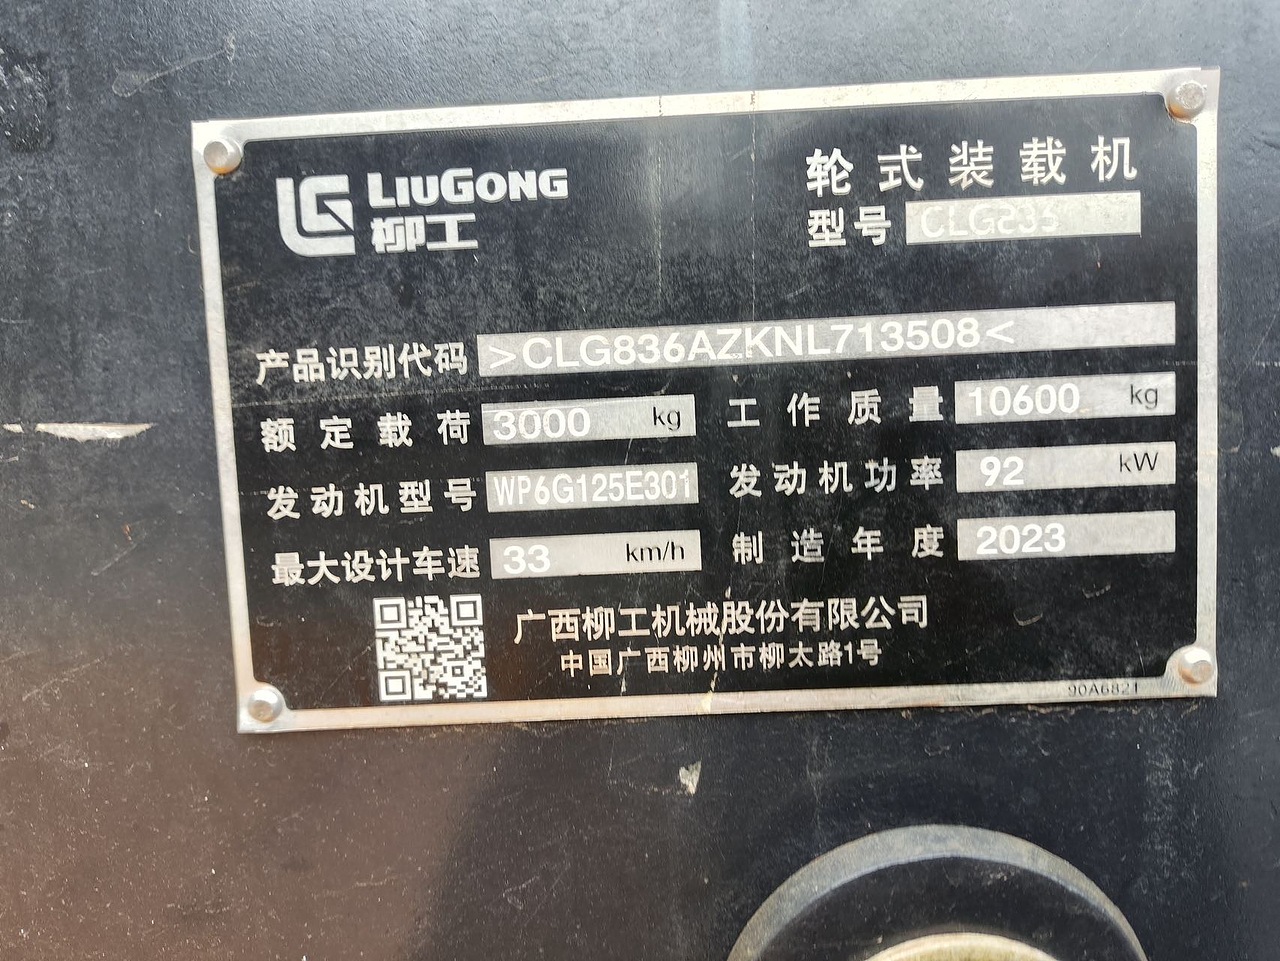 LIUGONG
柳工
轮式装载机
型号
产品识别代码 >CLG836AZKNL713508<
额定载荷 3000 kg 工作质量 10600 kg
发动机型号 WP6G125E301 发动机功率 92 kW
最大设计车速 33 km/h 制造年度 2023
广西柳工机械股份有限公司
中国广西柳州市柳太路1号
90A6821